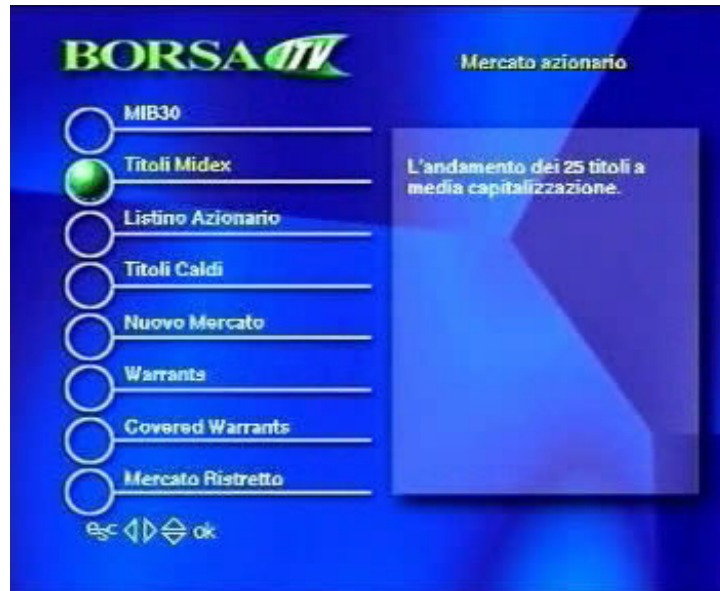 BORSA ITV
Mercato azionario
MIB30
Titoli Midex
Listino Azionario
Titoli Caldi
Nuovo Mercato
Warrants
Covered Warrants
Mercato Ristretto
L'andamento dei 25 titoli a
media capitalizzazione.
esc ok